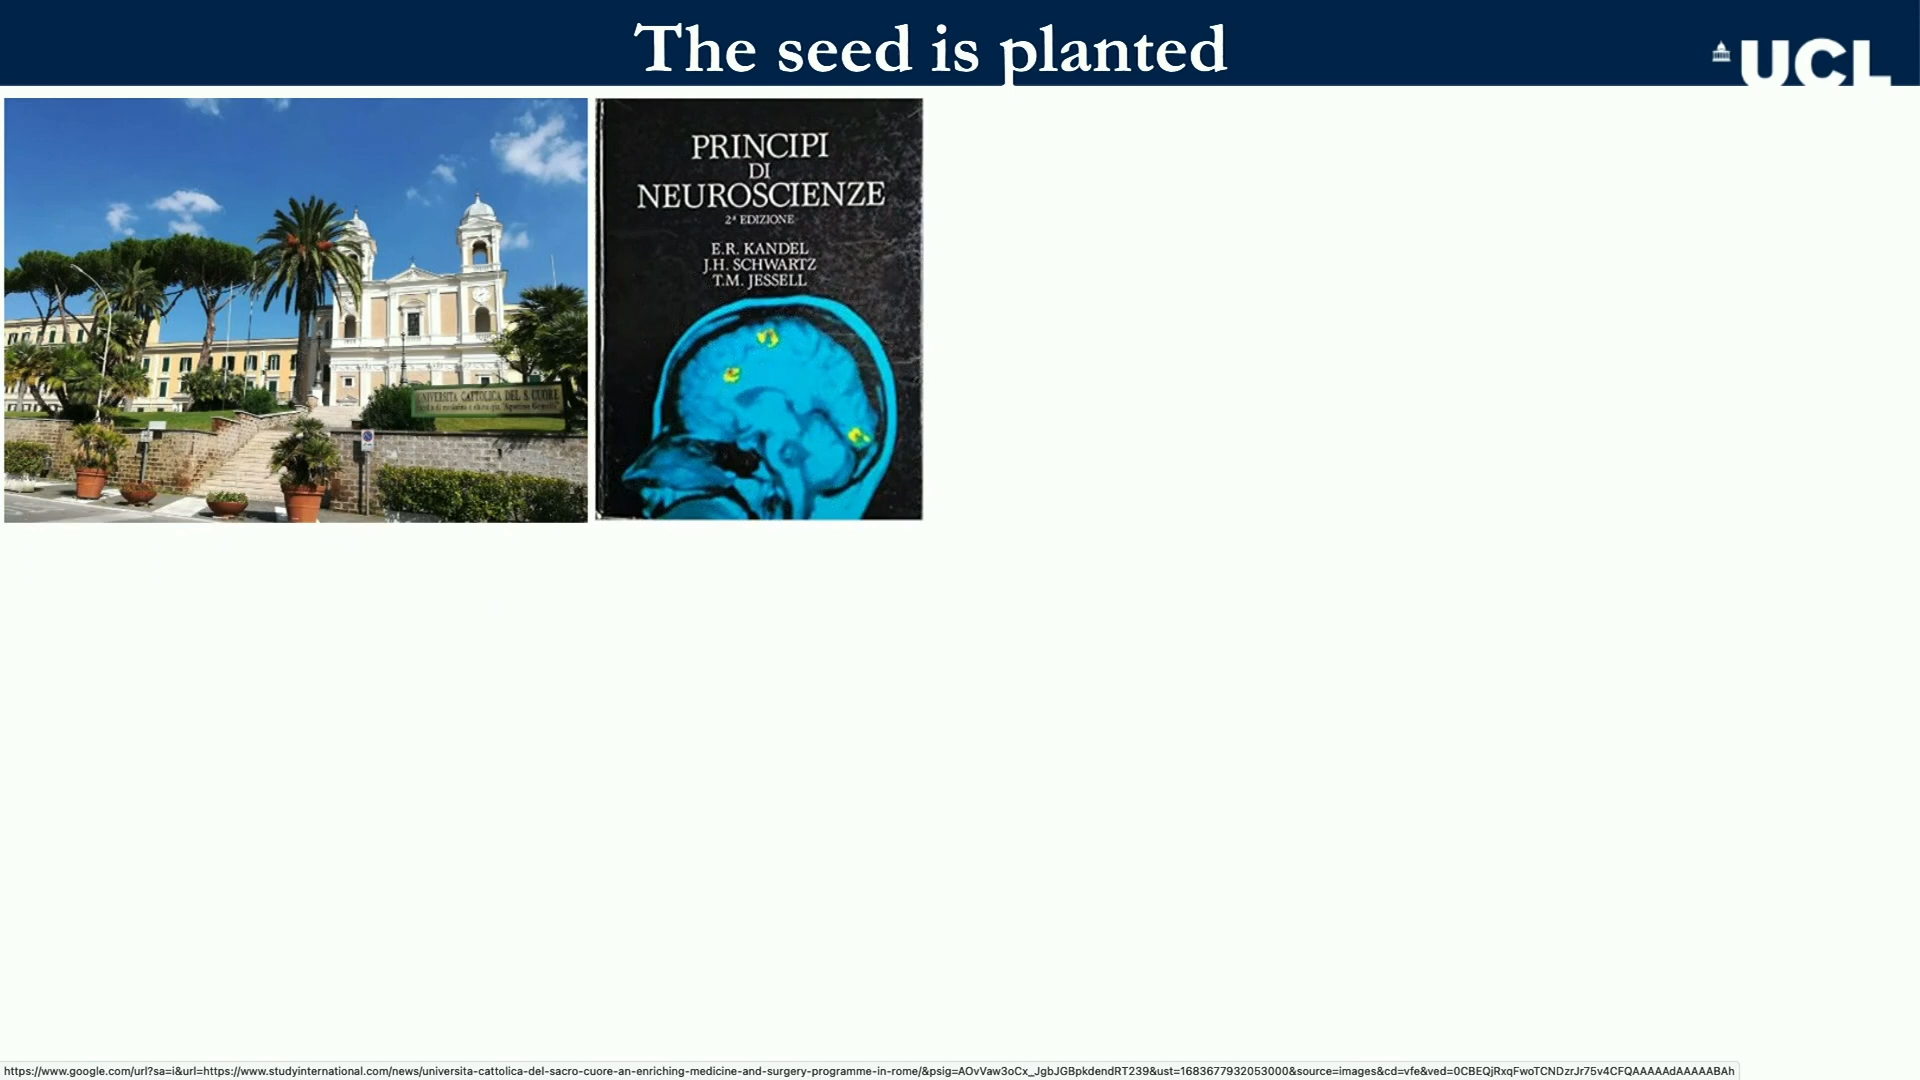 The seed is planted
UCL
PRINCIPI
DI
NEUROSCIENZE
2ª EDIZIONE
E.R. KANDEL
J.H. SCHWARTZ
T.M. JESSELL
UNIVERSITA CATTOLICA DEL S. CUORE
https://www.google.com/url?sa=i&url=https://www.studyinternational.com/news/universita-cattolica-del-sacro-cuore-an-enriching-medicine-and-surgery-programme-in-rome/&psig=AOvVaw3oCx_JgbJGBpkdendRT239&ust=1683677932053000&source=images&cd=vfe&ved=0CBEQjRxqFwoTCNDzrJr75v4CFQAAAAAdAAAAABAh